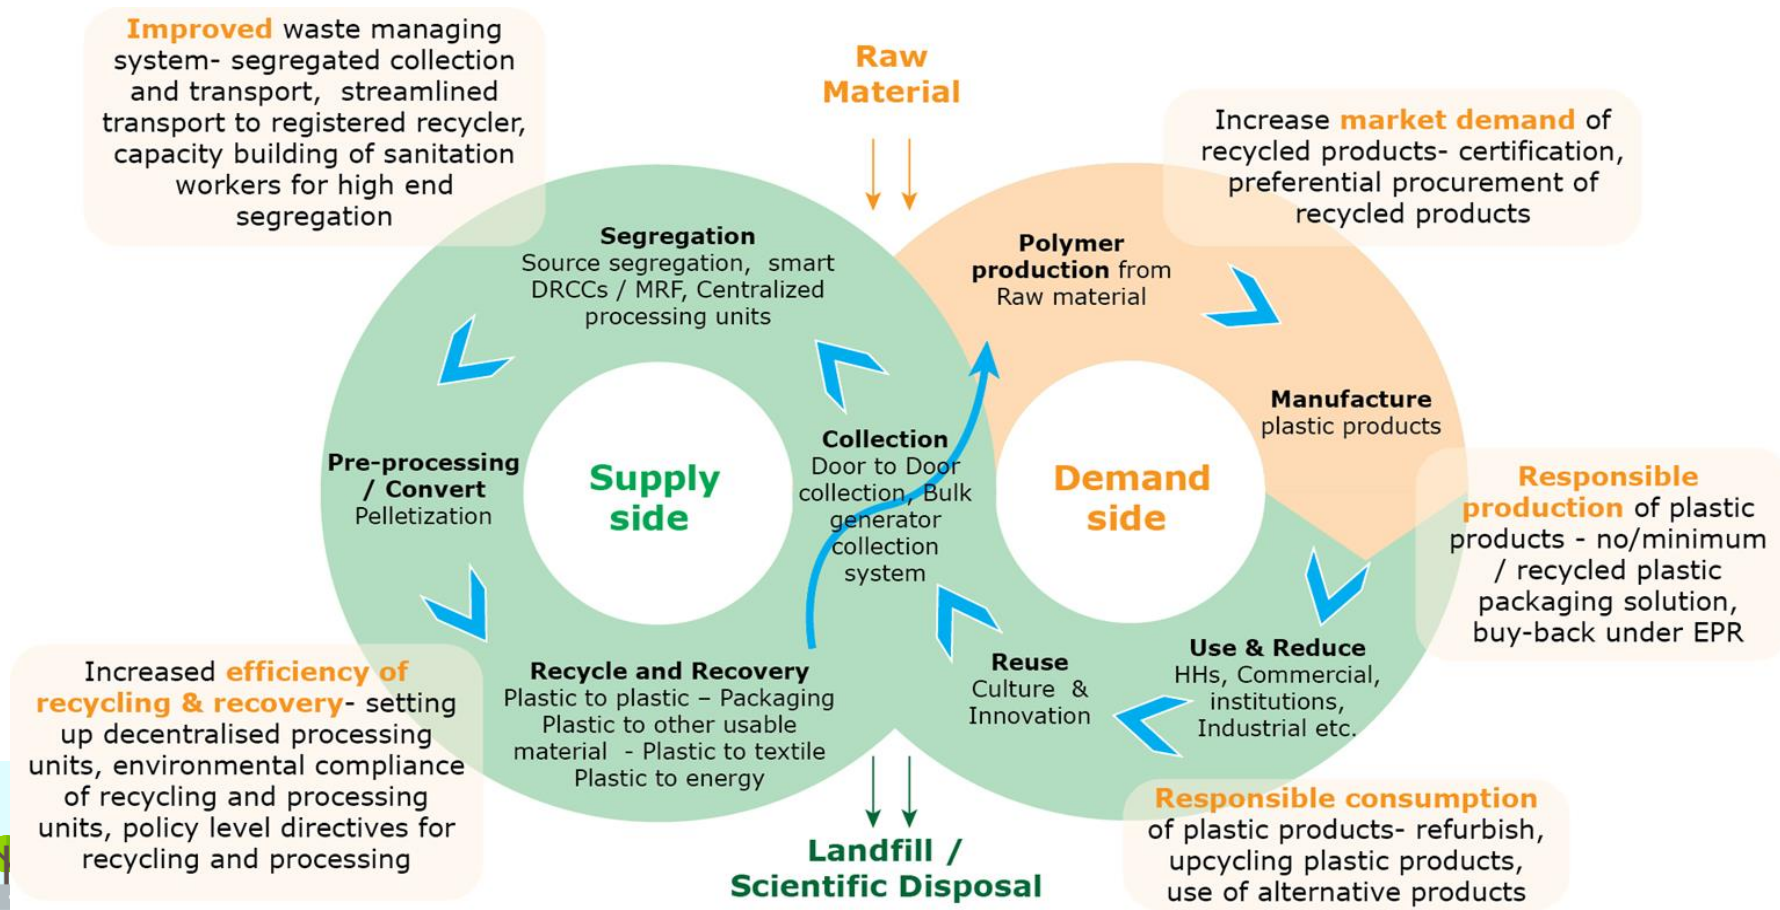 Improved waste managing
system- segregated collection
and transport, streamlined
transport to registered recycler,
capacity building of sanitation
workers for high end
segregation
Raw
Material
Increase market demand of
recycled products- certification,
preferential procurement of
recycled products
Segregation
Source segregation, smart
DRCCs / MRF, Centralized
processing units
Polymer
production from
Raw material
Manufacture
plastic products
Pre-processing
/ Convert
Pelletization
Supply
side
Collection
Door to Door
collection, Bulk
generator
collection
system
Demand
side
Responsible
production of plastic
products - no/minimum
/ recycled plastic
packaging solution,
buy-back under EPR
Increased efficiency of
recycling & recovery- setting
up decentralised processing
units, environmental compliance
of recycling and processing
units, policy level directives for
recycling and processing
Recycle and Recovery
Plastic to plastic – Packaging
Plastic to other usable
material - Plastic to textile
Plastic to energy
Reuse
Culture &
Innovation
Use & Reduce
HHs, Commercial,
institutions,
Industrial etc.
Landfill /
Scientific Disposal
Responsible consumption
of plastic products- refurbish,
upcycling plastic products,
use of alternative products